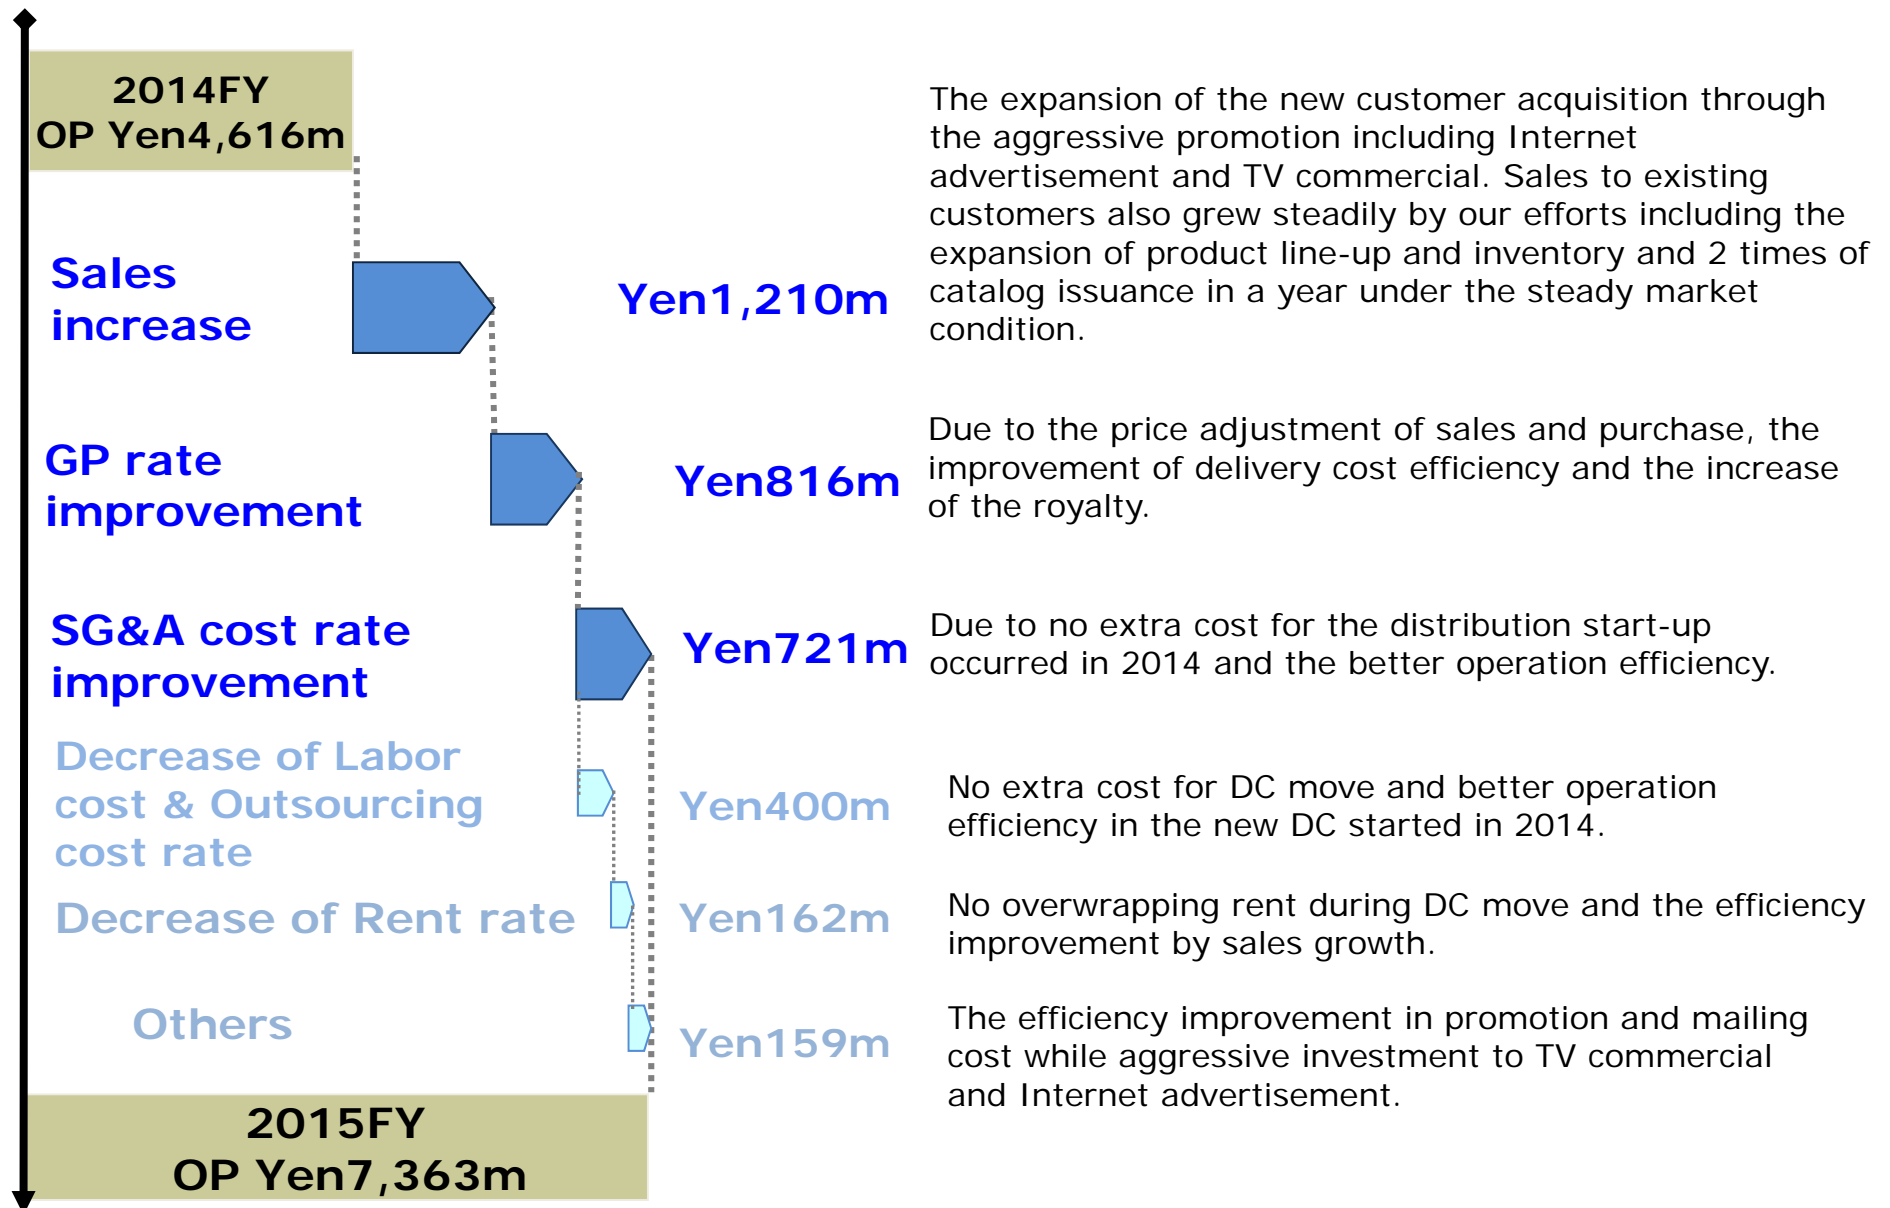 2014FY
OP Yen4,616m
The expansion of the new customer acquisition through
the aggressive promotion including Internet
advertisement and TV commercial. Sales to existing
customers also grew steadily by our efforts including the
expansion of product line-up and inventory and 2 times of
catalog issuance in a year under the steady market
condition.
Sales
increase
Yen1,210m
GP rate
improvement
Yen816m
Due to the price adjustment of sales and purchase, the
improvement of delivery cost efficiency and the increase
of the royalty.
SG&A cost rate
improvement
Yen721m
Due to no extra cost for the distribution start-up
occurred in 2014 and the better operation efficiency.
Decrease of Labor
cost & Outsourcing
cost rate
Yen400m
No extra cost for DC move and better operation
efficiency in the new DC started in 2014.
Decrease of Rent rate
Yen162m
No overwrapping rent during DC move and the efficiency
improvement by sales growth.
Others
Yen159m
The efficiency improvement in promotion and mailing
cost while aggressive investment to TV commercial
and Internet advertisement.
2015FY
OP Yen7,363m